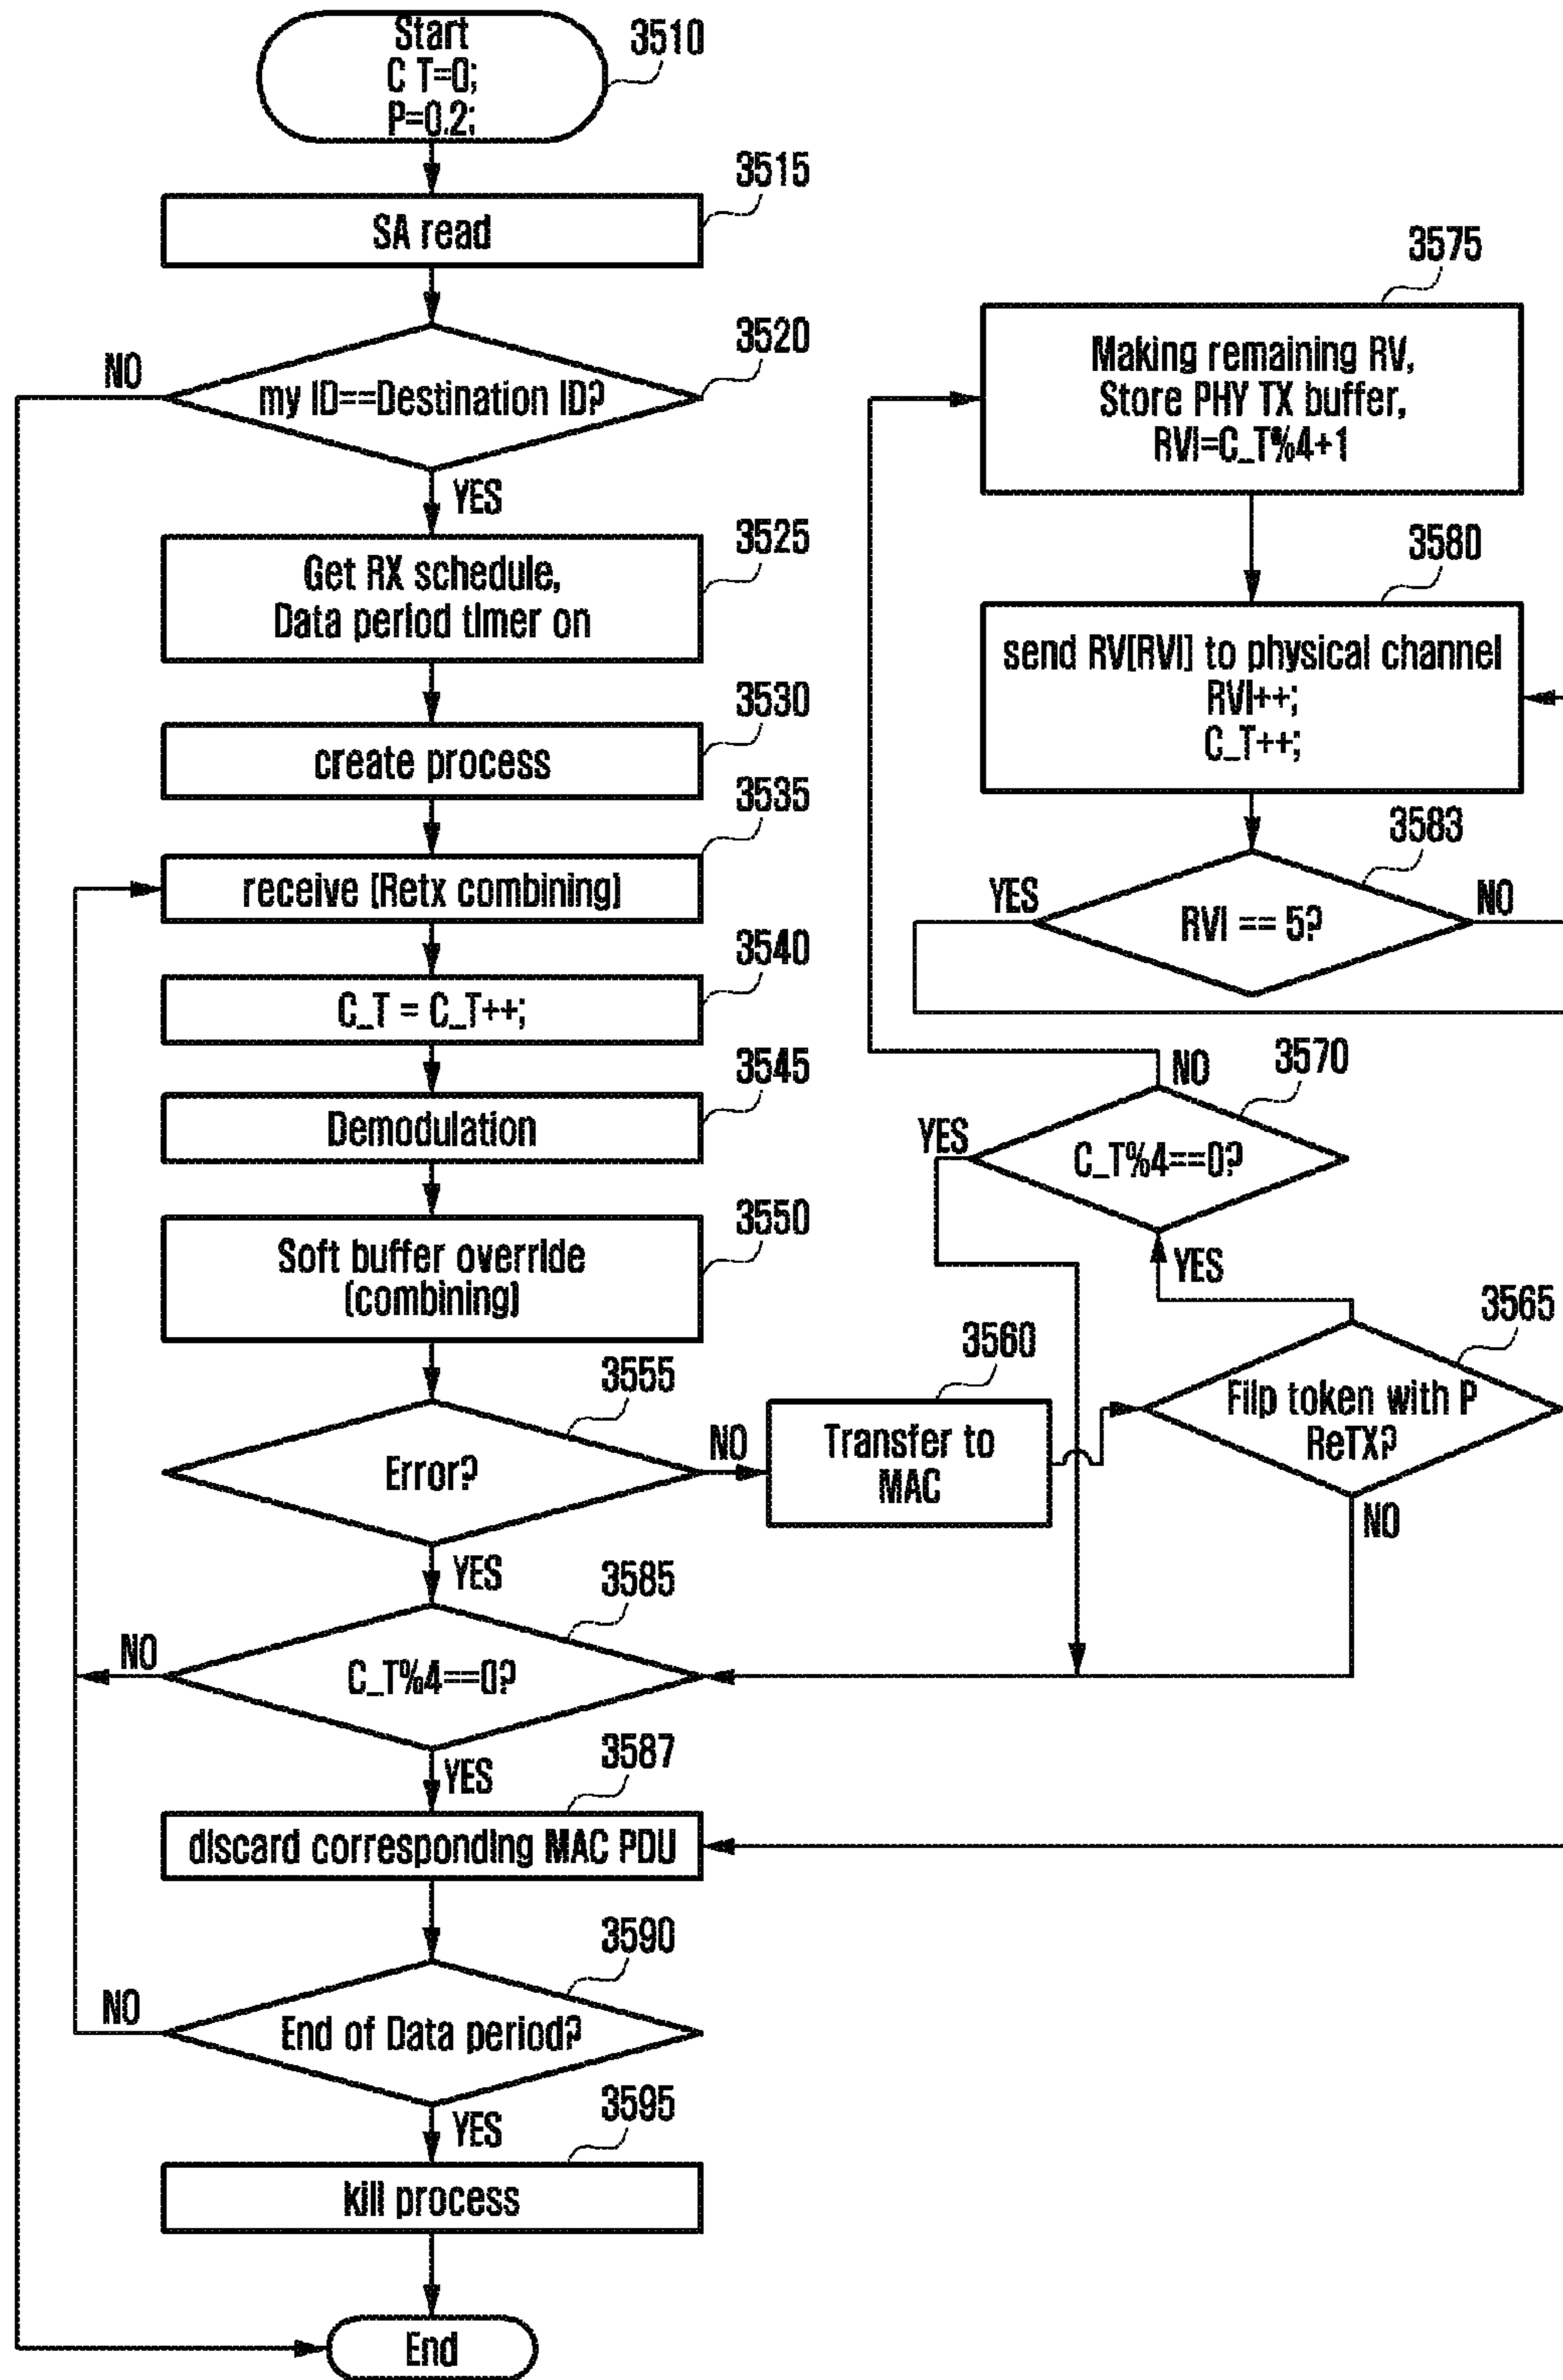 Start
C T=0;
P=0.2;
3510
3515
SA read
3520
NO
my ID==Destination ID?
YES
3525
Get RX schedule,
Data period timer on
3530
create process
3535
receive (Retx combining)
3540
C_T = C_T++;
3545
Demodulation
3550
Soft buffer override
(combining)
3555
Error?
NO
YES
3560
Transfer to
MAC
3565
Filp token with P
ReTX?
YES
NO
3570
C_T%4==0?
YES
NO
3575
Making remaining RV,
Store PHY TX buffer,
RVI=C_T%4+1
3580
send RV[RVI] to physical channel
RVI++;
C_T++;
3583
YES
RVI == 5?
NO
3585
NO
C_T%4==0?
YES
3587
discard corresponding MAC PDU
3590
NO
End of Data period?
YES
3595
kill process
End